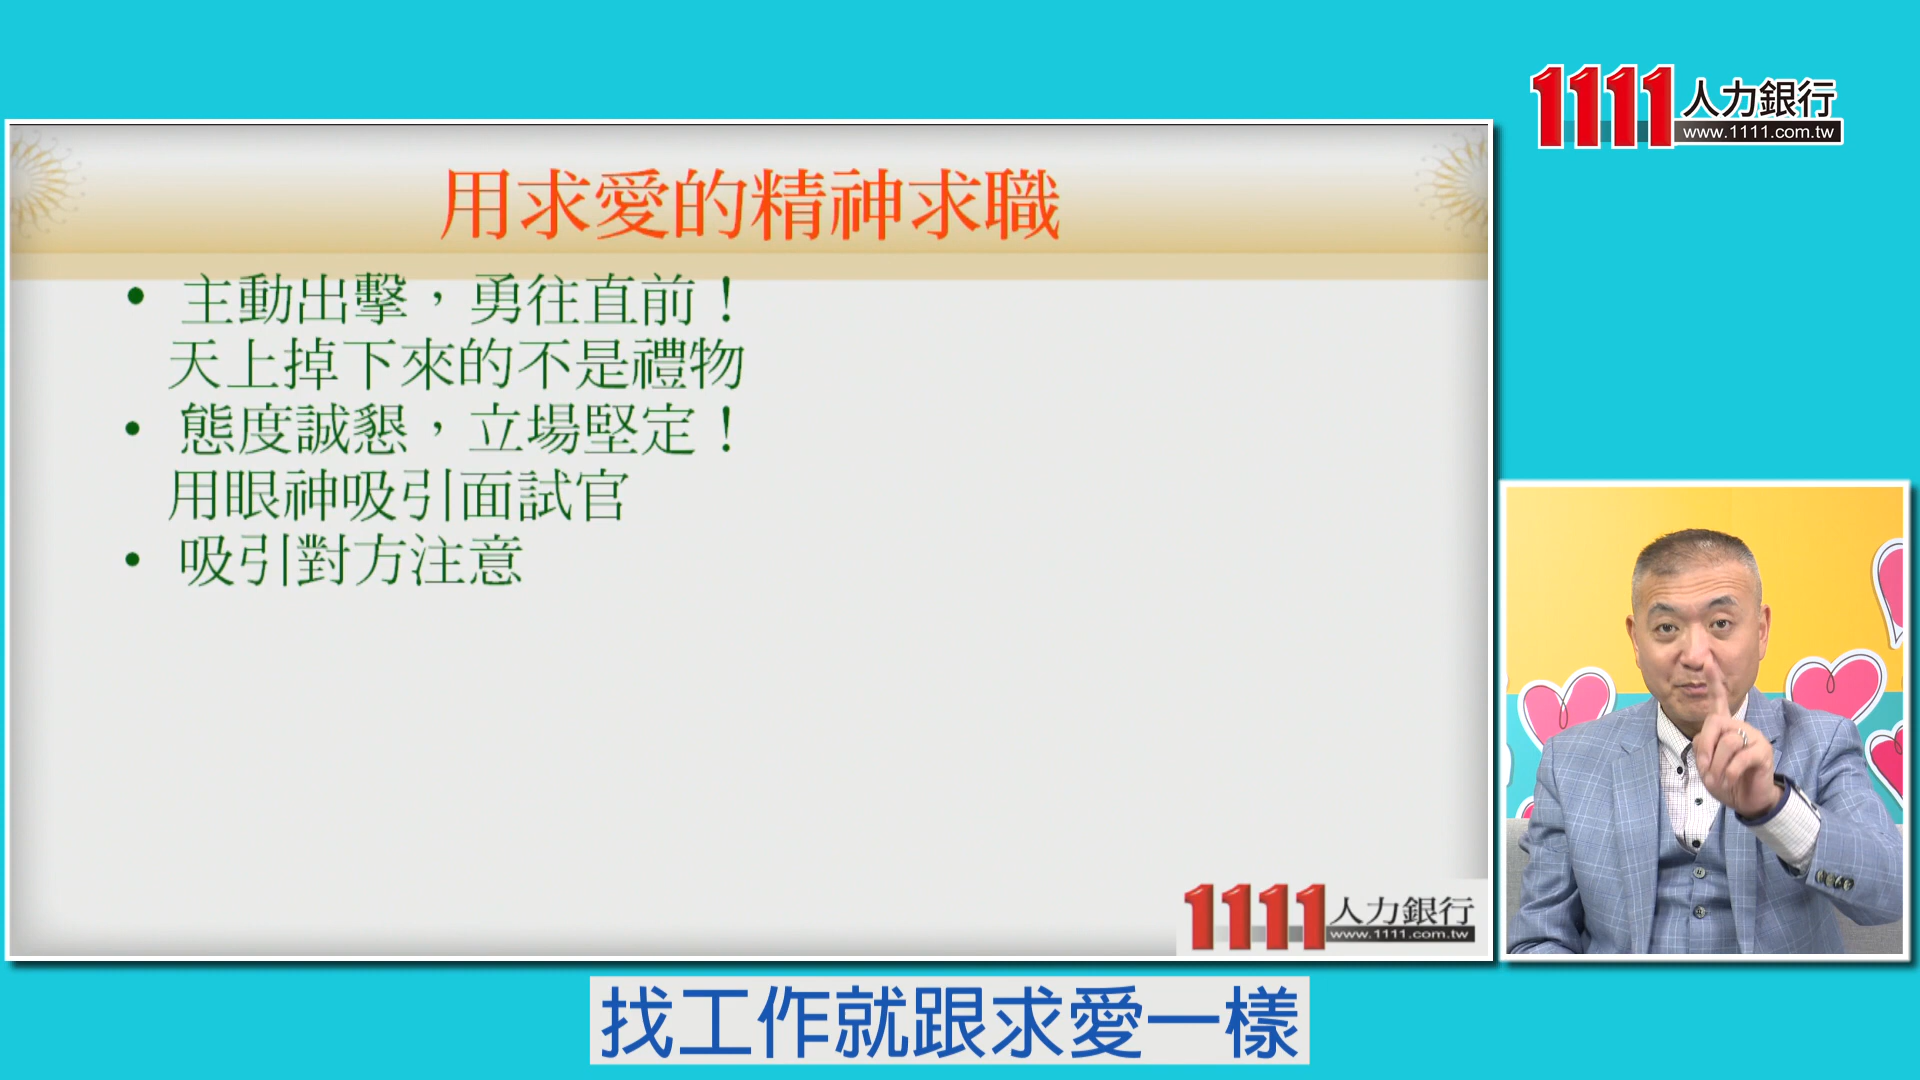 1111人力銀行
www.1111.com.tw
用求愛的精神求職
• 主動出擊，勇往直前！
天上掉下來的不是禮物
• 態度誠懇，立場堅定！
用眼神吸引面試官
• 吸引對方注意
1111人力銀行
www.1111.com.tw
找工作就跟求愛一樣